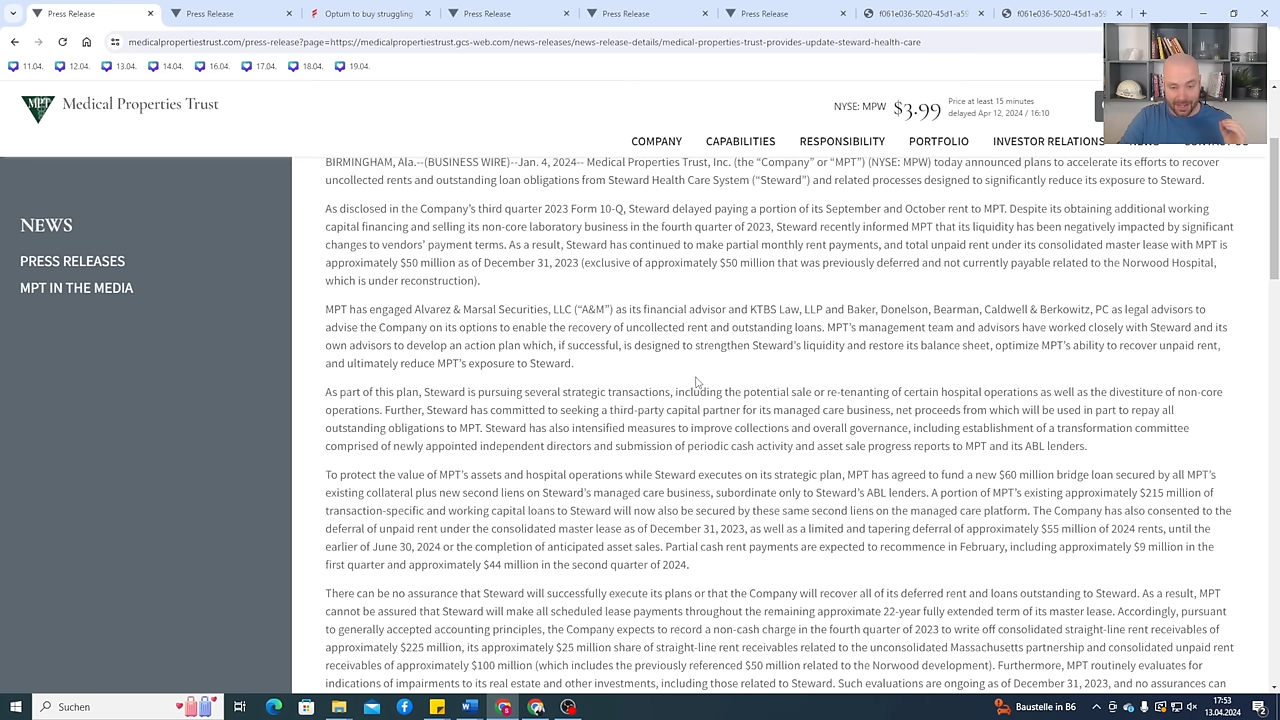 Press Release
Press Release
Optum to buy struggling
Press Release
Press Release
Press Release
f061e036-5020-45d1-a59
f061e036-5020-45d1-a59
medicalpropertiestrust.com/press-release?page=https://medicalpropertiestrust.gcs-web.com/news-releases/news-release-details/medical-properties-trust-provides-update-steward-health-care
11.04.
12.04.
13.04.
14.04.
16.04.
17.04.
18.04.
19.04.
MPT
Medical Properties Trust
NYSE: MPW
$3.99
Price at least 15 minutes
delayed Apr 12, 2024 / 16:10
COMPANY
CAPABILITIES
RESPONSIBILITY
PORTFOLIO
INVESTOR RELATIONS
NEWS
PRESS RELEASES
MPT IN THE MEDIA
BIRMINGHAM, Ala.--(BUSINESS WIRE)--Jan. 4, 2024-- Medical Properties Trust, Inc. (the “Company” or “MPT”) (NYSE: MPW) today announced plans to accelerate its efforts to recover
uncollected rents and outstanding loan obligations from Steward Health Care System (“Steward”) and related processes designed to significantly reduce its exposure to Steward.
As disclosed in the Company’s third quarter 2023 Form 10-Q, Steward delayed paying a portion of its September and October rent to MPT. Despite its obtaining additional working
capital financing and selling its non-core laboratory business in the fourth quarter of 2023, Steward recently informed MPT that its liquidity has been negatively impacted by significant
changes to vendors’ payment terms. As a result, Steward has continued to make partial monthly rent payments, and total unpaid rent under its consolidated master lease with MPT is
approximately $50 million as of December 31, 2023 (exclusive of approximately $50 million that was previously deferred and not currently payable related to the Norwood Hospital,
which is under reconstruction).
MPT has engaged Alvarez & Marsal Securities, LLC (“A&M”) as its financial advisor and KTBS Law, LLP and Baker, Donelson, Bearman, Caldwell & Berkowitz, PC as legal advisors to
advise the Company on its options to enable the recovery of uncollected rent and outstanding loans. MPT’s management team and advisors have worked closely with Steward and its
own advisors to develop an action plan which, if successful, is designed to strengthen Steward’s liquidity and restore its balance sheet, optimize MPT’s ability to recover unpaid rent,
and ultimately reduce MPT’s exposure to Steward.
As part of this plan, Steward is pursuing several strategic transactions, including the potential sale or re-tenanting of certain hospital operations as well as the divestiture of non-core
operations. Further, Steward has committed to seeking a third-party capital partner for its managed care business, net proceeds from which will be used in part to repay all
outstanding obligations to MPT. Steward has also intensified measures to improve collections and overall governance, including establishment of a transformation committee
comprised of newly appointed independent directors and submission of periodic cash activity and asset sale progress reports to MPT and its ABL lenders.
To protect the value of MPT’s assets and hospital operations while Steward executes on its strategic plan, MPT has agreed to fund a new $60 million bridge loan secured by all MPT’s
existing collateral plus new second liens on Steward’s managed care business, subordinate only to Steward’s ABL lenders. A portion of MPT’s existing approximately $215 million of
transaction-specific and working capital loans to Steward will now also be secured by these same second liens on the managed care platform. The Company has also consented to the
deferral of unpaid rent under the consolidated master lease as of December 31, 2023, as well as a limited and tapering deferral of approximately $55 million of 2024 rents, until the
earlier of June 30, 2024 or the completion of anticipated asset sales. Partial cash rent payments are expected to recommence in February, including approximately $9 million in the
first quarter and approximately $44 million in the second quarter of 2024.
There can be no assurance that Steward will successfully execute its plans or that the Company will recover all of its deferred rent and loans outstanding to Steward. As a result, MPT
cannot be assured that Steward will make all scheduled lease payments throughout the remaining approximate 22-year fully extended term of its master lease. Accordingly, pursuant
to generally accepted accounting principles, the Company expects to record a non-cash charge in the fourth quarter of 2023 to write off consolidated straight-line rent receivables of
approximately $225 million, its approximately $25 million share of straight-line rent receivables related to the unconsolidated Massachusetts partnership and consolidated unpaid rent
receivables of approximately $100 million (which includes the previously referenced $50 million related to the Norwood development). Furthermore, MPT routinely evaluates for
indications of impairments to its real estate and other investments, including those related to Steward. Such evaluations are ongoing as of December 31, 2023, and no assurances can
Suchen
Baustelle in B6
17:53
13.04.2024
2